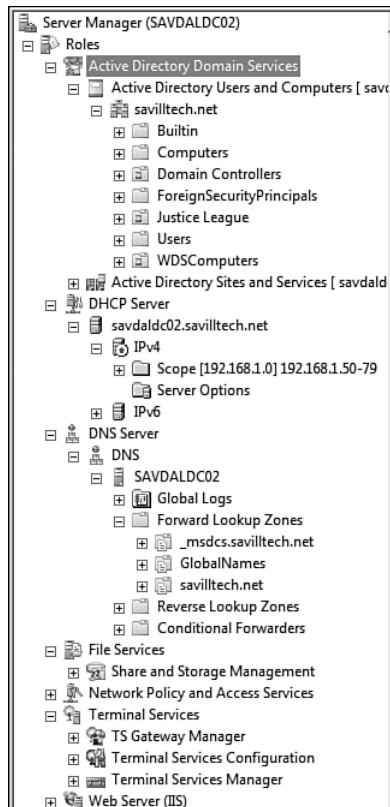 Server Manager (SAVDALDC02)
Roles
Active Directory Domain Services
Active Directory Users and Computers [ savd
savilltech.net
Builtin
Computers
Domain Controllers
ForeignSecurityPrincipals
Justice League
Users
WDSComputers
Active Directory Sites and Services [ savdald
DHCP Server
savdaldc02.savilltech.net
IPv4
Scope [192.168.1.0] 192.168.1.50-79
Server Options
IPv6
DNS Server
DNS
SAVDALDC02
Global Logs
Forward Lookup Zones
_msdcs.savilltech.net
GlobalNames
savilltech.net
Reverse Lookup Zones
Conditional Forwarders
File Services
Share and Storage Management
Network Policy and Access Services
Terminal Services
TS Gateway Manager
Terminal Services Configuration
Terminal Services Manager
Web Server (IIS)